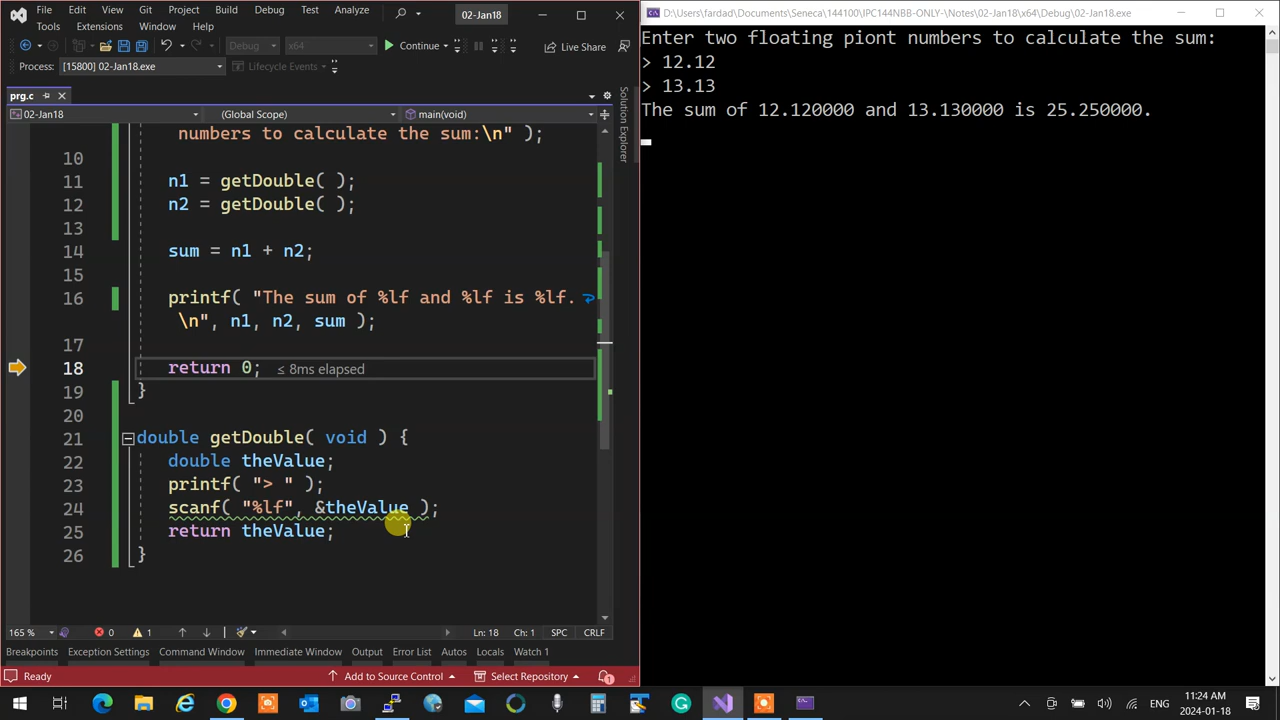 File Edit View Git Project Build Debug Test Analyze 02-Jan18
Tools Extensions Window Help
Debug x64 Continue Live Share
Process: [15800] 02-Jan18.exe Lifecycle Events
prg.c
02-Jan18 (Global Scope) main(void)
numbers to calculate the sum:\n" );
10
11 n1 = getDouble( );
12 n2 = getDouble( );
13
14 sum = n1 + n2;
15
16 printf( "The sum of %lf and %lf is %lf.
\n", n1, n2, sum );
17
18 return 0; ≤ 8ms elapsed
19 }
20
21 double getDouble( void ) {
22 double theValue;
23 printf( "> " );
24 scanf( "%lf", &theValue );
25 return theValue;
26 }
165 % 0 1 Ln: 18 Ch: 1 SPC CRLF
Breakpoints Exception Settings Command Window Immediate Window Output Error List Autos Locals Watch 1
Ready Add to Source Control Select Repository 1
Solution Explorer
D:\Users\fardad\Documents\Seneca\144100\IPC144NBB-ONLY-\Notes\02-Jan18\x64\Debug\02-Jan18.exe
Enter two floating piont numbers to calculate the sum:
> 12.12
> 13.13
The sum of 12.120000 and 13.130000 is 25.250000.
ENG 11:24 AM
2024-01-18